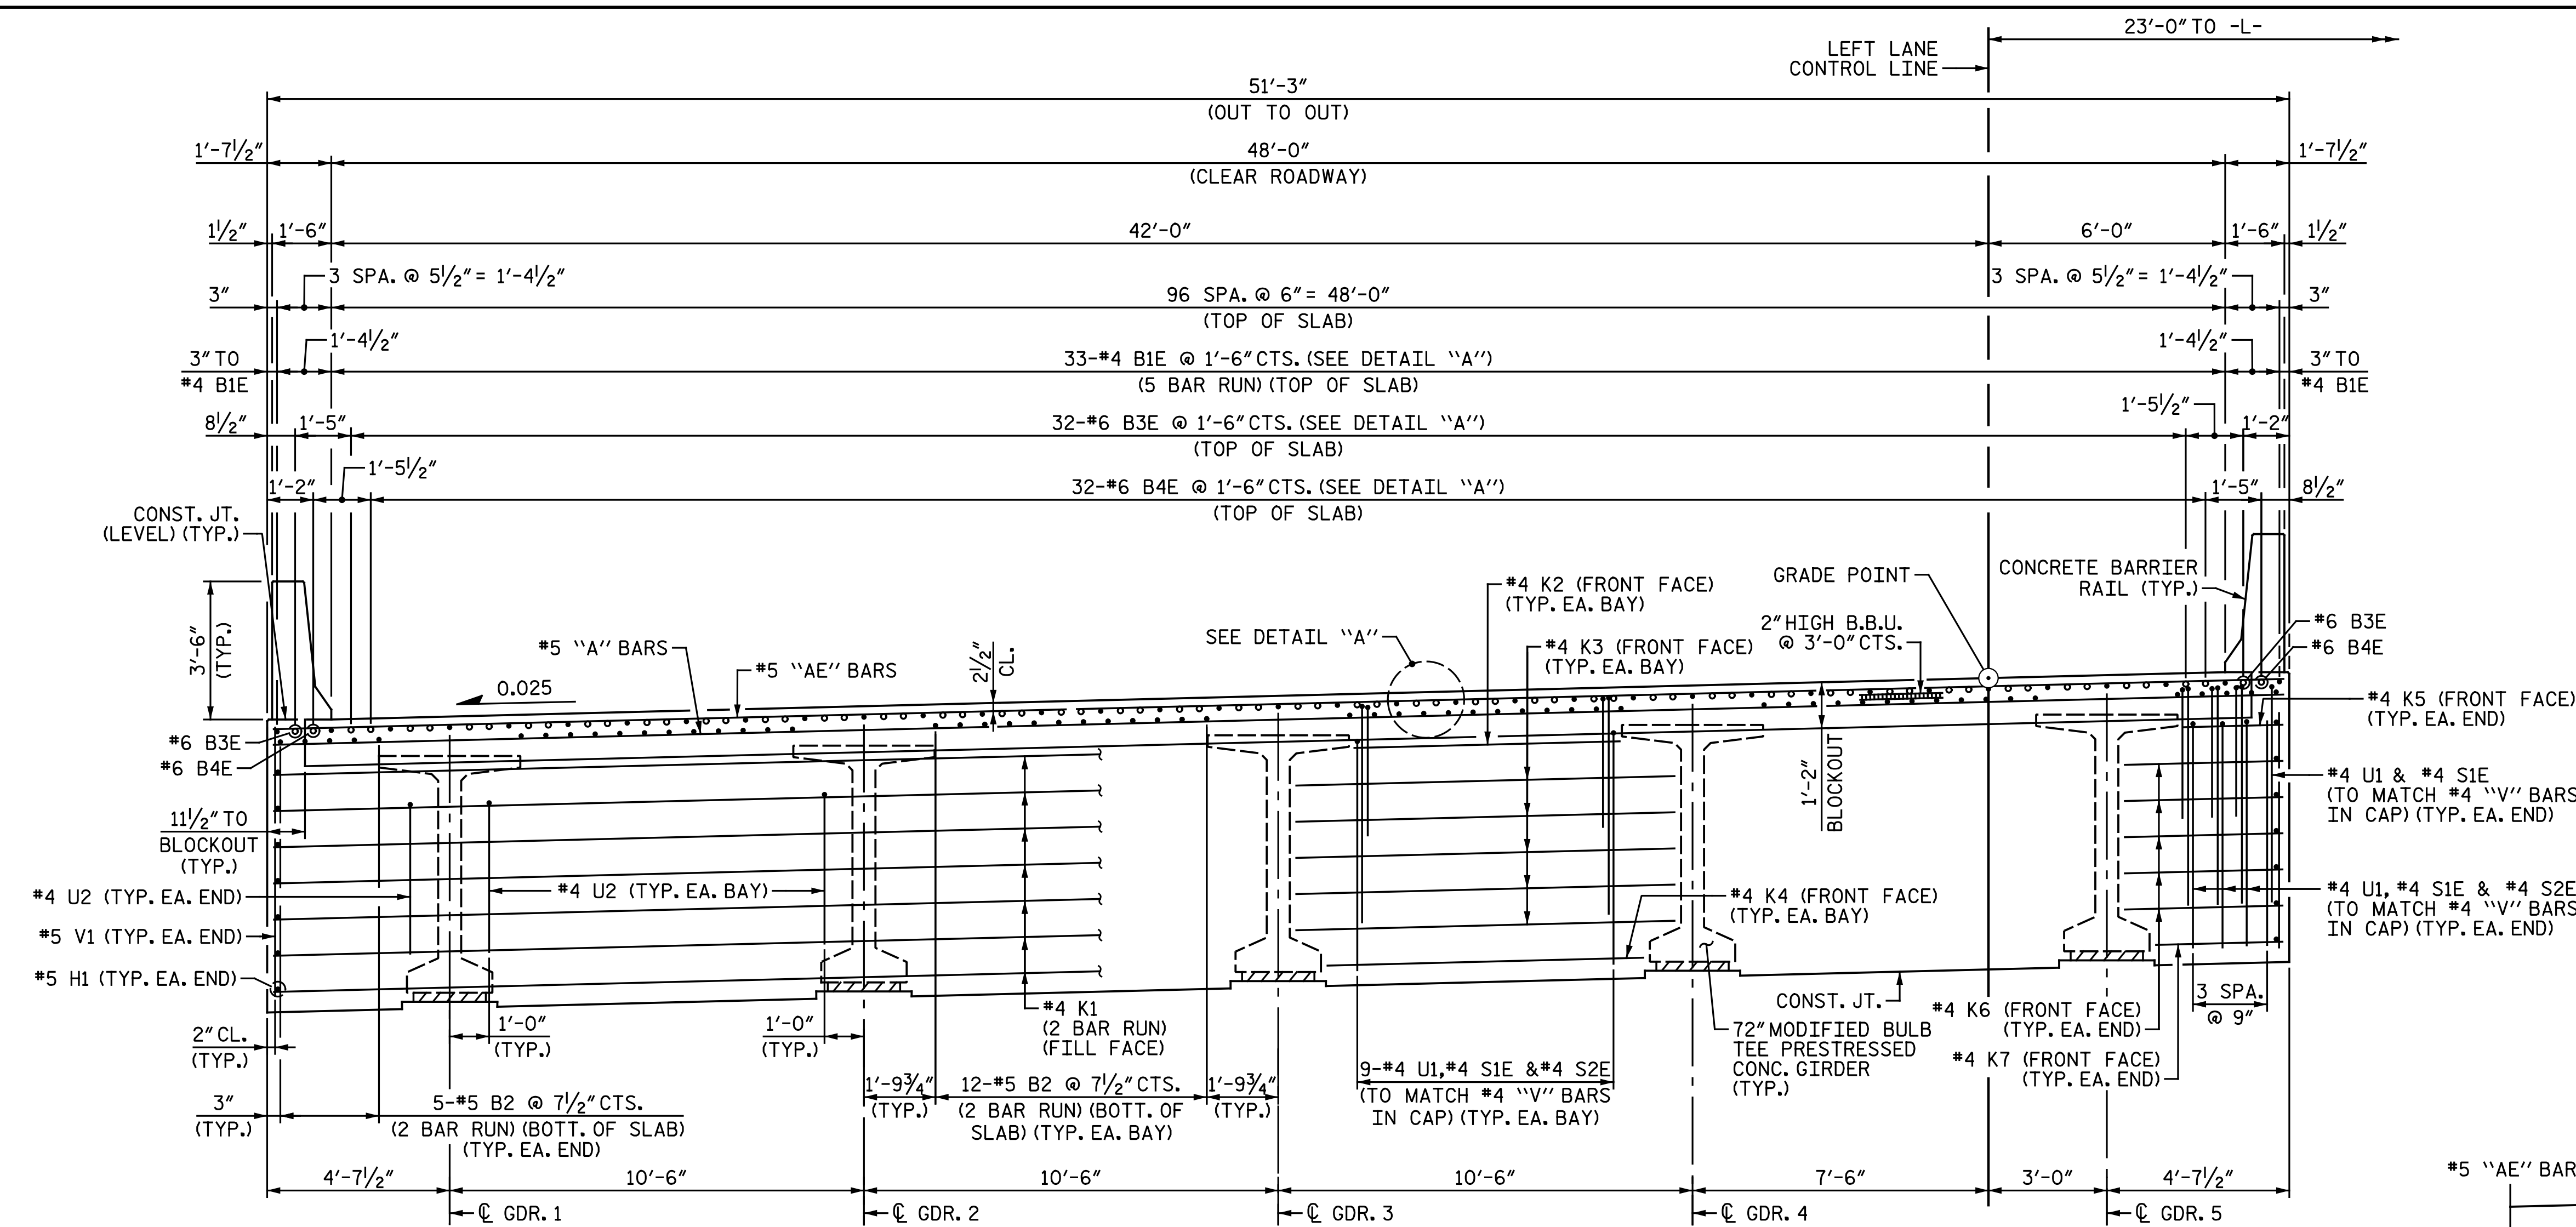 23′-0″ TO -L-
LEFT LANE
CONTROL LINE
51′-3″
(OUT TO OUT)
1′-7½″
48′-0″
(CLEAR ROADWAY)
1′-7½″
1½″
1′-6″
42′-0″
6′-0″
1′-6″
1½″
3 SPA. @ 5½″ = 1′-4½″
3 SPA. @ 5½″ = 1′-4½″
3″
96 SPA. @ 6″ = 48′-0″
(TOP OF SLAB)
3″
1′-4½″
1′-4½″
3″ TO
#4 B1E
33-#4 B1E @ 1′-6″ CTS. (SEE DETAIL “A”)
(5 BAR RUN) (TOP OF SLAB)
3″ TO
#4 B1E
8½″
1′-5″
32-#6 B3E @ 1′-6″ CTS. (SEE DETAIL “A”)
(TOP OF SLAB)
1′-5½″
1′-2″
1′-5½″
1′-2″
32-#6 B4E @ 1′-6″ CTS. (SEE DETAIL “A”)
(TOP OF SLAB)
1′-5″
8½″
CONST. JT.
(LEVEL) (TYP.)
3′-6″
(TYP.)
#5 “A” BARS
#5 “AE” BARS
0.025
2½″
CL.
SEE DETAIL “A”
#4 K2 (FRONT FACE)
(TYP. EA. BAY)
#4 K3 (FRONT FACE)
(TYP. EA. BAY)
GRADE POINT
2″ HIGH B.B.U.
@ 3′-0″ CTS.
CONCRETE BARRIER
RAIL (TYP.)
#6 B3E
#6 B4E
#4 K5 (FRONT FACE)
(TYP. EA. END)
#6 B3E
#6 B4E
11½″ TO
BLOCKOUT
(TYP.)
1′-2″
BLOCKOUT
#4 U1 & #4 S1E
(TO MATCH #4 “V” BARS
IN CAP) (TYP. EA. END)
#4 U2 (TYP. EA. END)
#4 U2 (TYP. EA. BAY)
#4 K4 (FRONT FACE)
(TYP. EA. BAY)
#4 U1, #4 S1E & #4 S2E
(TO MATCH #4 “V” BARS
IN CAP) (TYP. EA. END)
#5 V1 (TYP. EA. END)
#5 H1 (TYP. EA. END)
2″ CL.
(TYP.)
1′-0″
(TYP.)
1′-0″
(TYP.)
#4 K1
(2 BAR RUN)
(FILL FACE)
CONST. JT.
72″ MODIFIED BULB
TEE PRESTRESSED
CONC. GIRDER
(TYP.)
#4 K6 (FRONT FACE)
(TYP. EA. END)
3 SPA.
@ 9″
#4 K7 (FRONT FACE)
(TYP. EA. END)
3″
(TYP.)
5-#5 B2 @ 7½″ CTS.
(2 BAR RUN) (BOTT. OF SLAB)
(TYP. EA. END)
1′-9¾″
(TYP.)
12-#5 B2 @ 7½″ CTS.
(2 BAR RUN) (BOTT. OF
SLAB) (TYP. EA. BAY)
1′-9¾″
(TYP.)
9-#4 U1, #4 S1E & #4 S2E
(TO MATCH #4 “V” BARS
IN CAP) (TYP. EA. BAY)
4′-7½″
10′-6″
10′-6″
10′-6″
7′-6″
3′-0″
4′-7½″
℄ GDR. 1
℄ GDR. 2
℄ GDR. 3
℄ GDR. 4
℄ GDR. 5
#5 “AE” BAR